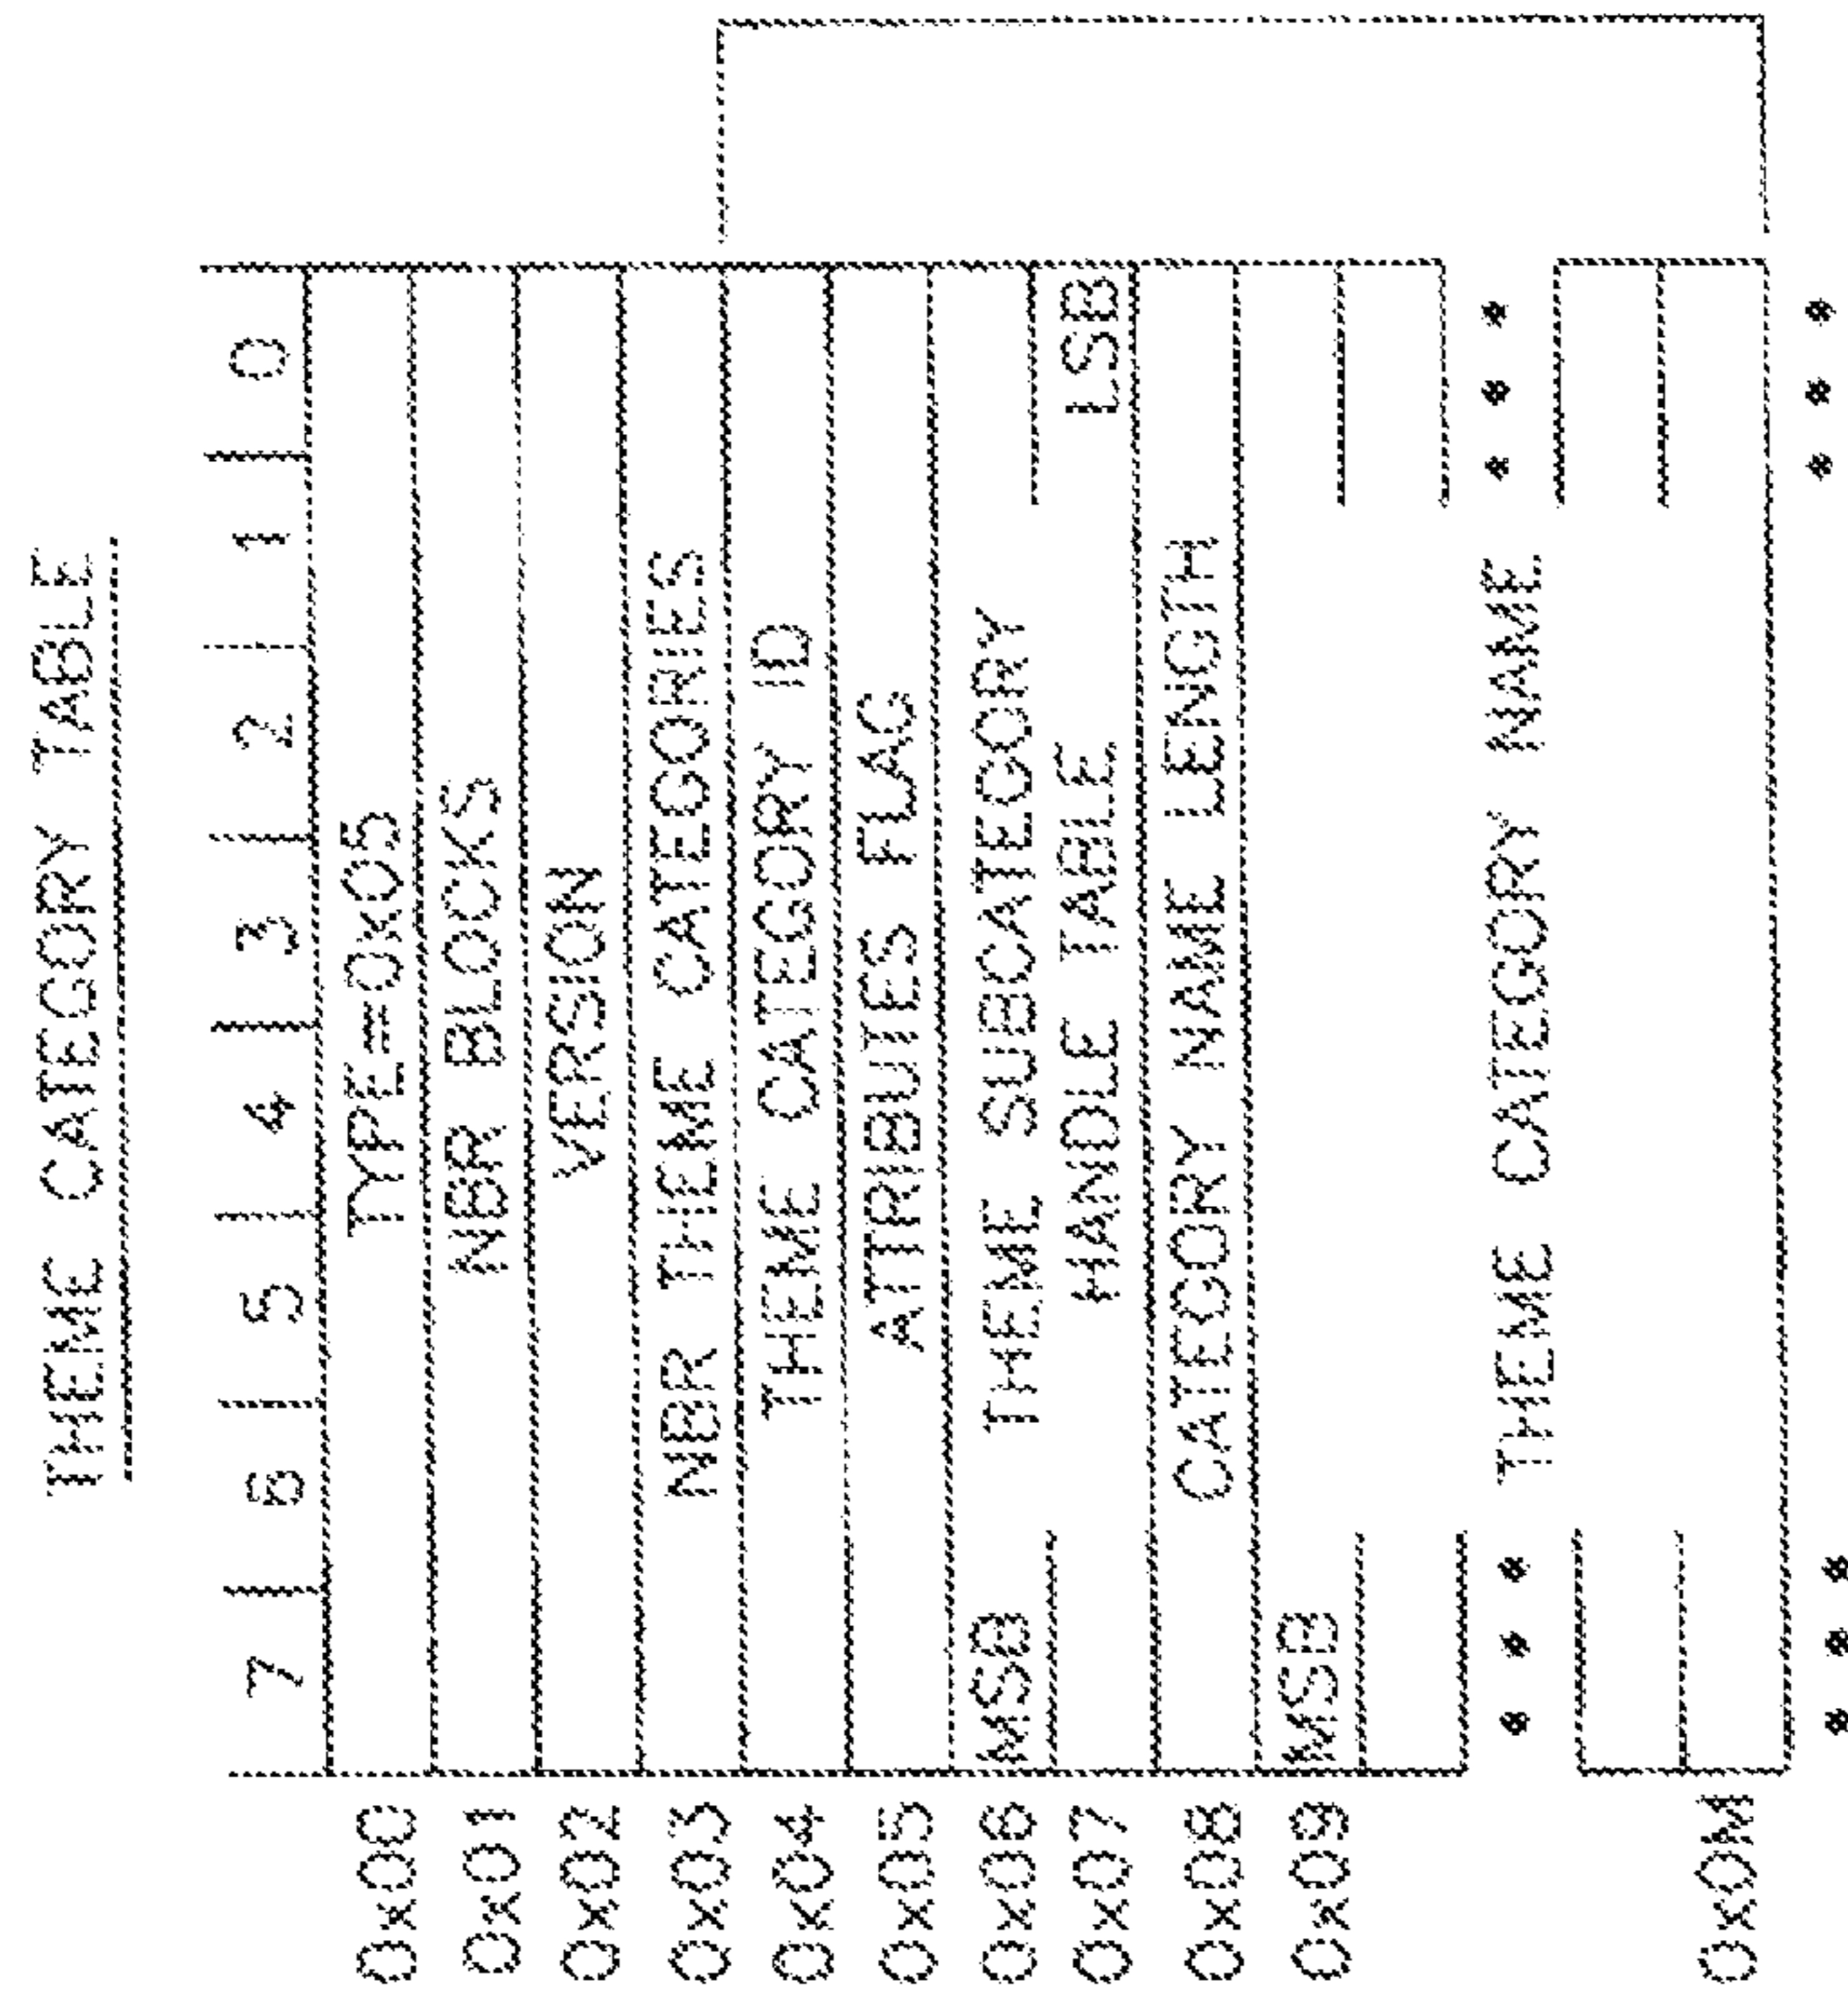 THEME CATEGORY TABLE
7 6 5 4 3 2 1 0
0x00 TYPE=0x05
0x01 NBR BLOCKS
0x02 VERSION
0x03 NBR THEME CATEGORIES
0x04 THEME CATEGORY ID
0x05 ATTRIBUTES FLAG
0x06 MSB THEME SUBCATEGORY
0x07 HANDLE TABLE LSB
0x08 CATEGORY NAME LENGTH
0x09 MSB
THEME CATEGORY NAME
0x0M